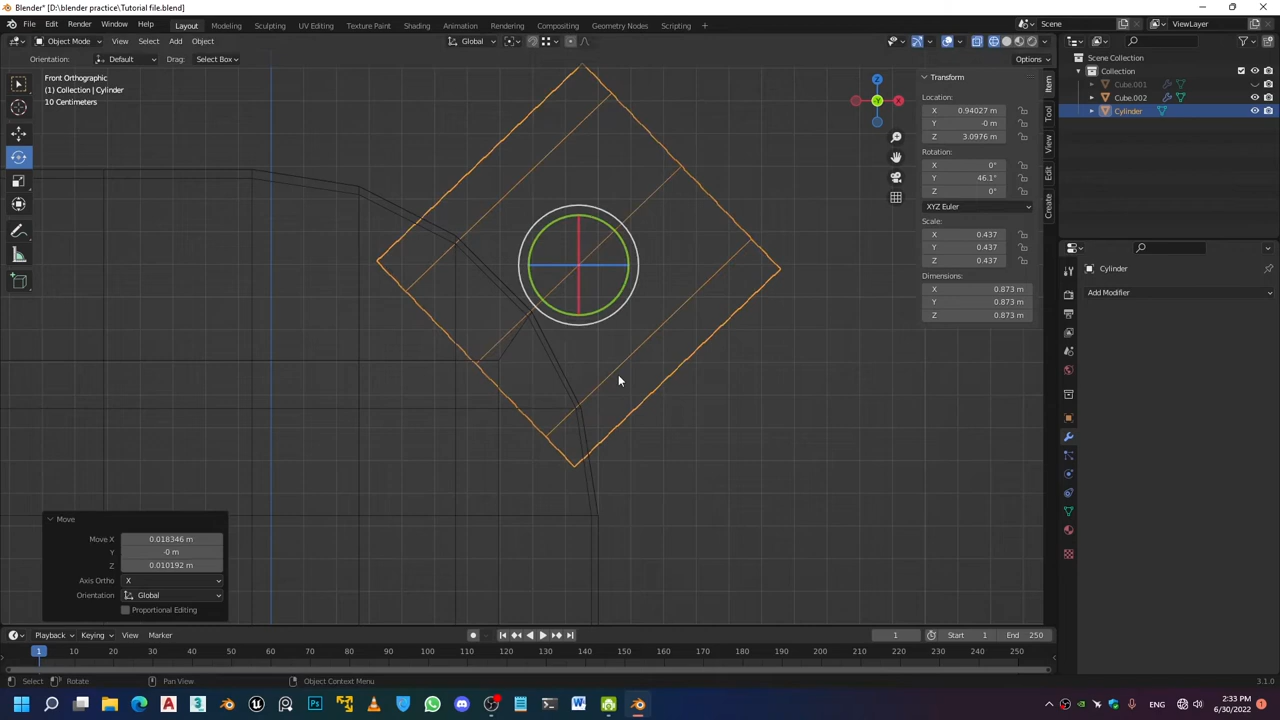 Blender* [D:\blender practice\Tutorial file.blend]
File Edit Render Window Help Layout Modeling Sculpting UV Editing Texture Paint Shading Animation Rendering Compositing Geometry Nodes Scripting + Scene ViewLayer
Object Mode View Select Add Object Global
Orientation: Default Drag: Select Box Options
Front Orthographic
(1) Collection | Cylinder
10 Centimeters
Z
X
Y
Transform
Location:
X 0.94027 m
Y -0 m
Z 3.0976 m
Rotation:
X 0°
Y 46.1°
Z 0°
XYZ Euler
Scale:
X 0.437
Y 0.437
Z 0.437
Dimensions:
X 0.873 m
Y 0.873 m
Z 0.873 m
Item
Tool
View
Edit
Create
Scene Collection
Collection
Cube.001
Cube.002
Cylinder
Cylinder
Add Modifier
Move
Move X 0.018346 m
Y -0 m
Z 0.010192 m
Axis Ortho X
Orientation Global
Proportional Editing
Playback Keying View Marker 1 Start 1 End 250
1 10 20 30 40 50 60 70 80 90 100 110 120 130 140 150 160 170 180 190 200 210 220 230 240 250
Select Rotate Pan View Object Context Menu 3.1.0
ENG 2:33 PM
6/30/2022